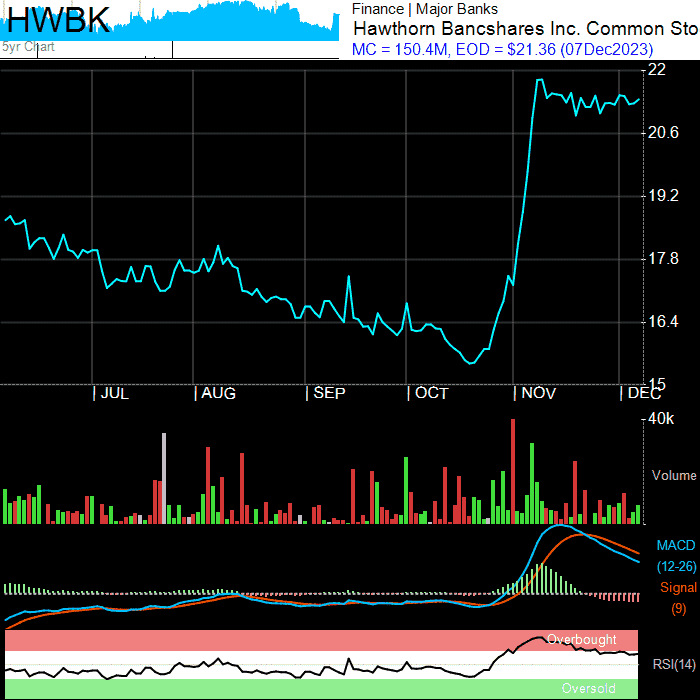 HWBK
5yr Chart
Finance | Major Banks
Hawthorn Bancshares Inc. Common Sto
MC = 150.4M, EOD = $21.36 (07Dec2023)
22
20.6
19.2
17.8
16.4
15
JUL
AUG
SEP
OCT
NOV
DEC
40k
Volume
MACD
(12-26)
Signal
(9)
Overbought
RSI(14)
Oversold